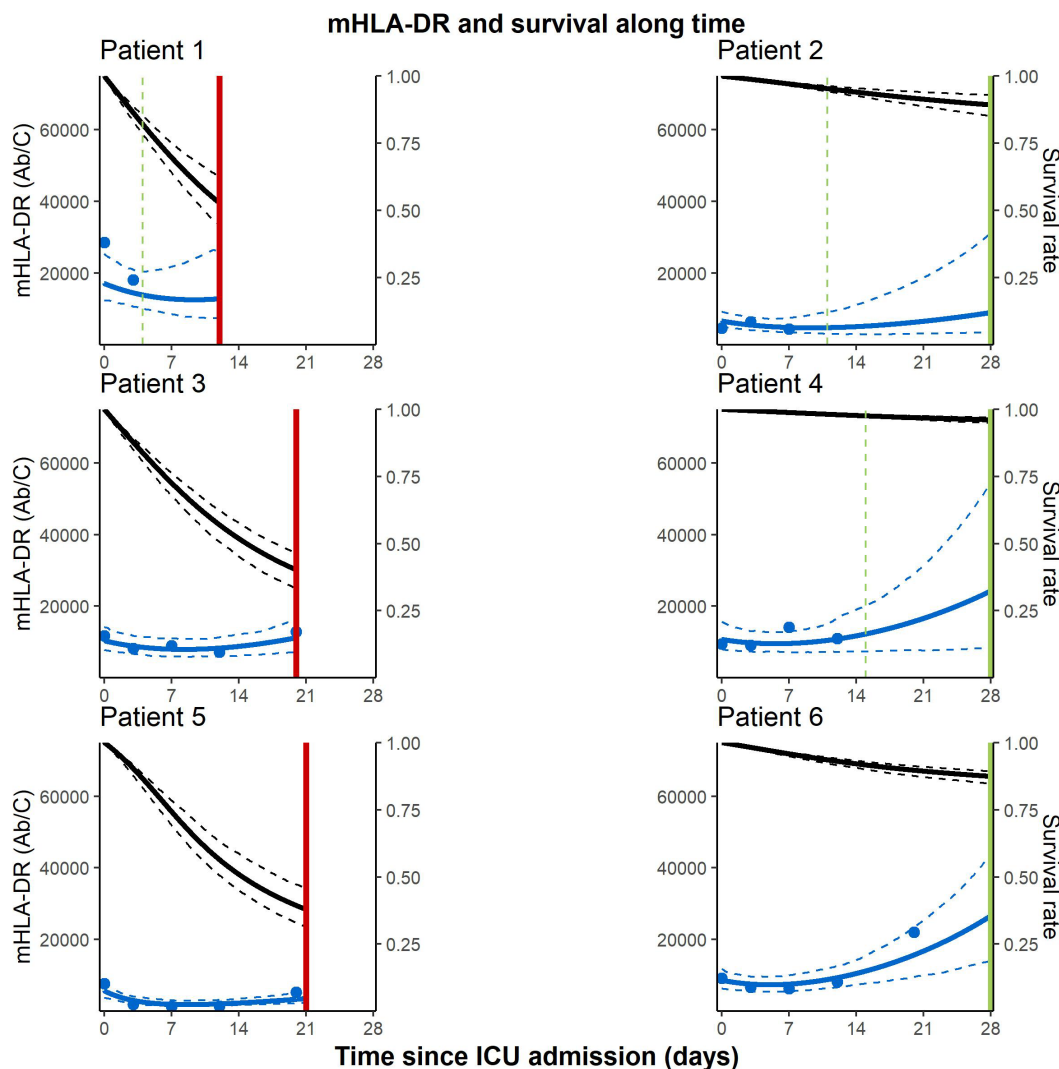 mHLA-DR and survival along time
Patient 1
Patient 2
mHLA-DR (Ab/C)
60000
40000
20000
1.00
0.75
0.50
0.25
0 7 14 21 28
mHLA-DR (Ab/C)
60000
40000
20000
1.00
0.75
0.50
0.25
Survival rate
0 7 14 21 28
Patient 3
Patient 4
mHLA-DR (Ab/C)
60000
40000
20000
1.00
0.75
0.50
0.25
0 7 14 21 28
60000
40000
20000
1.00
0.75
0.50
0.25
Survival rate
0 7 14 21 28
Patient 5
Patient 6
mHLA-DR (Ab/C)
60000
40000
20000
1.00
0.75
0.50
0.25
0 7 14 21 28
60000
40000
20000
1.00
0.75
0.50
0.25
Survival rate
0 7 14 21 28
Time since ICU admission (days)